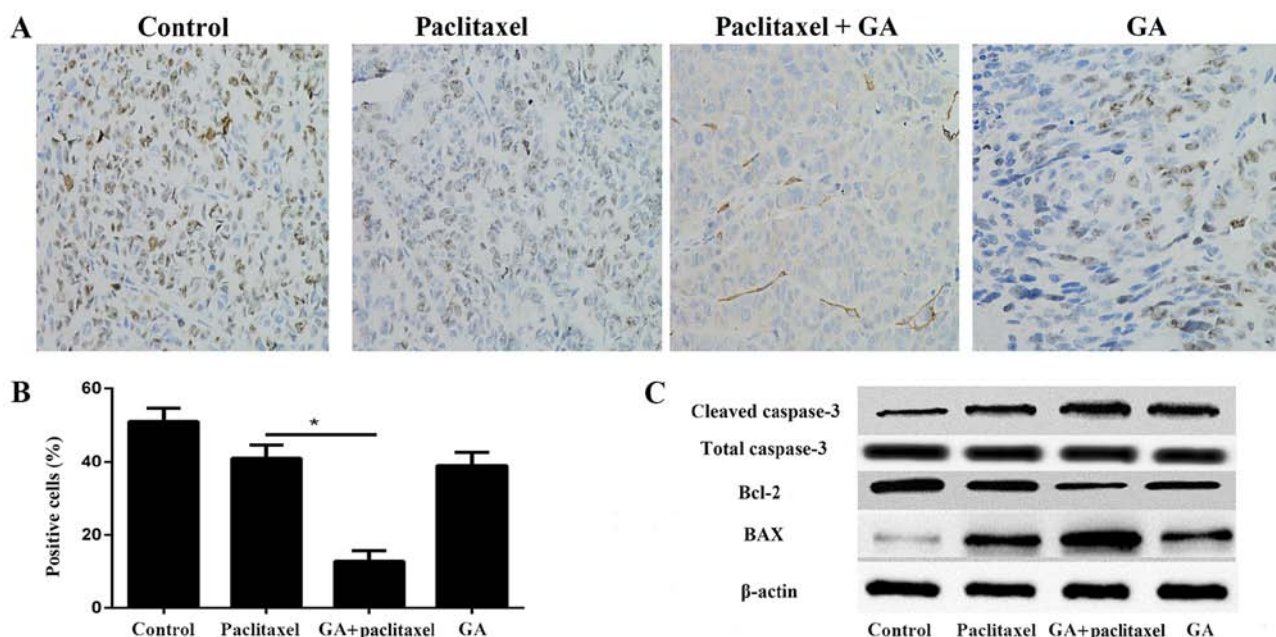 A
Control
Paclitaxel
Paclitaxel + GA
GA
B
Positive cells (%)
60
40
20
0
*
Control
Paclitaxel
GA+paclitaxel
GA
C
Cleaved caspase-3
Total caspase-3
Bcl-2
BAX
β-actin
Control
Paclitaxel
GA+paclitaxel
GA